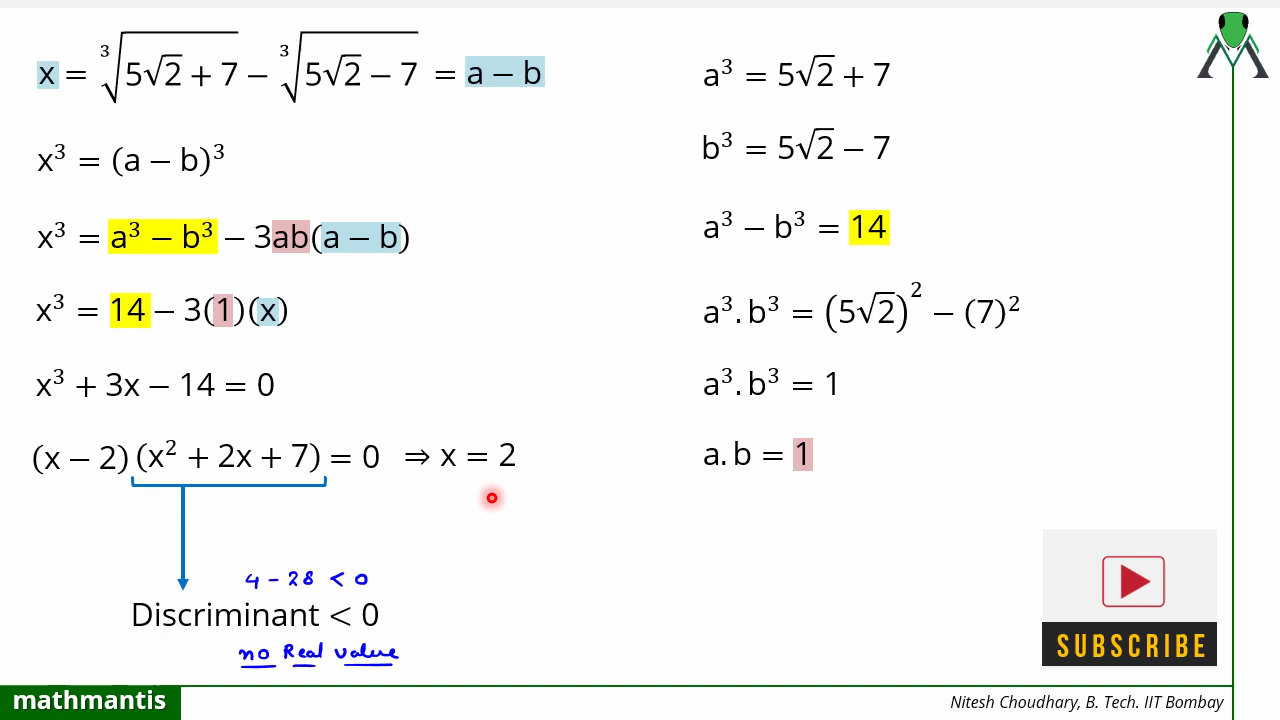 x = ∛(5√2 + 7) − ∛(5√2 − 7) = a − b
x³ = (a − b)³
x³ = a³ − b³ − 3ab(a − b)
x³ = 14 − 3(1)(x)
x³ + 3x − 14 = 0
(x − 2)(x² + 2x + 7) = 0 ⇒ x = 2
4 - 28 < 0
Discriminant < 0
no Real value
a³ = 5√2 + 7
b³ = 5√2 − 7
a³ − b³ = 14
a³. b³ = (5√2)² − (7)²
a³. b³ = 1
a. b = 1
SUBSCRIBE
mathmantis
Nitesh Choudhary, B. Tech. IIT Bombay